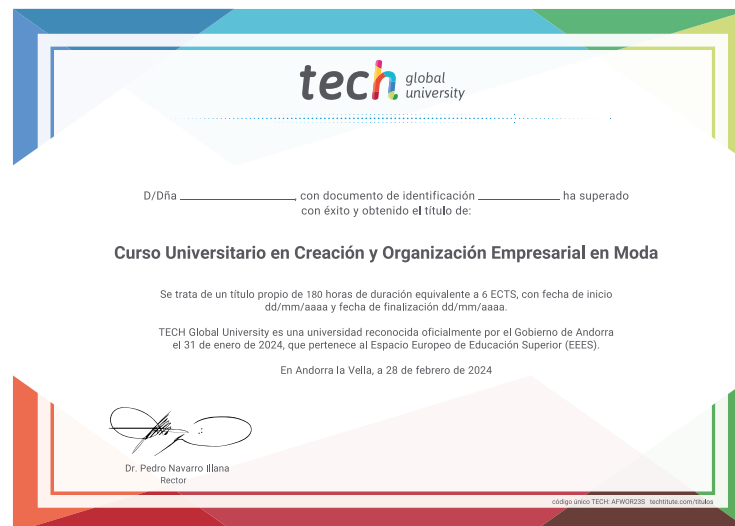 tech global
university
D/Dña ____________, con documento de identificación __________ ha superado
con éxito y obtenido el título de:
Curso Universitario en Creación y Organización Empresarial en Moda
Se trata de un título propio de 180 horas de duración equivalente a 6 ECTS, con fecha de inicio
dd/mm/aaaa y fecha de finalización dd/mm/aaaa.
TECH Global University es una universidad reconocida oficialmente por el Gobierno de Andorra
el 31 de enero de 2024, que pertenece al Espacio Europeo de Educación Superior (EEES).
En Andorra la Vella, a 28 de febrero de 2024
Dr. Pedro Navarro Illana
Rector
código único TECH: AFWOR23S techtitute.com/titulos